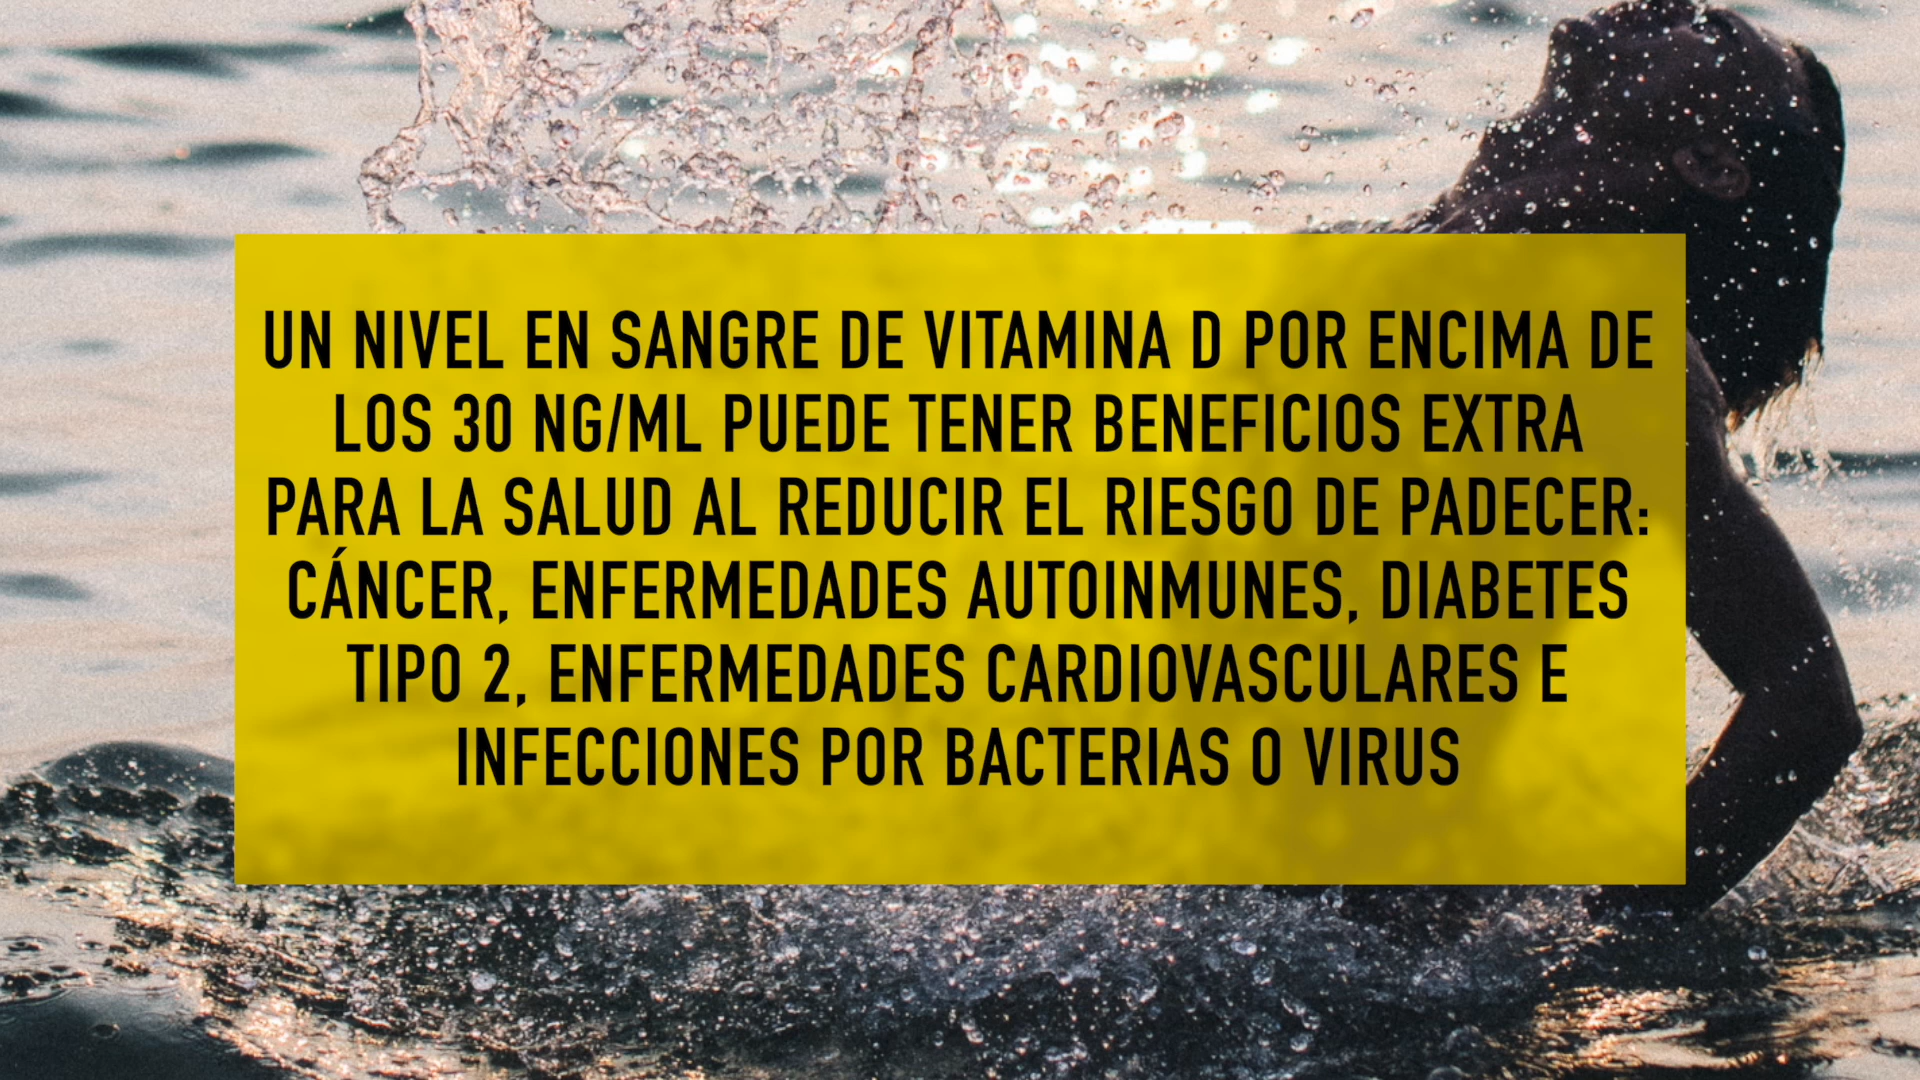 UN NIVEL EN SANGRE DE VITAMINA D POR ENCIMA DE
LOS 30 NG/ML PUEDE TENER BENEFICIOS EXTRA
PARA LA SALUD AL REDUCIR EL RIESGO DE PADECER:
CÁNCER, ENFERMEDADES AUTOINMUNES, DIABETES
TIPO 2, ENFERMEDADES CARDIOVASCULARES E
INFECCIONES POR BACTERIAS O VIRUS